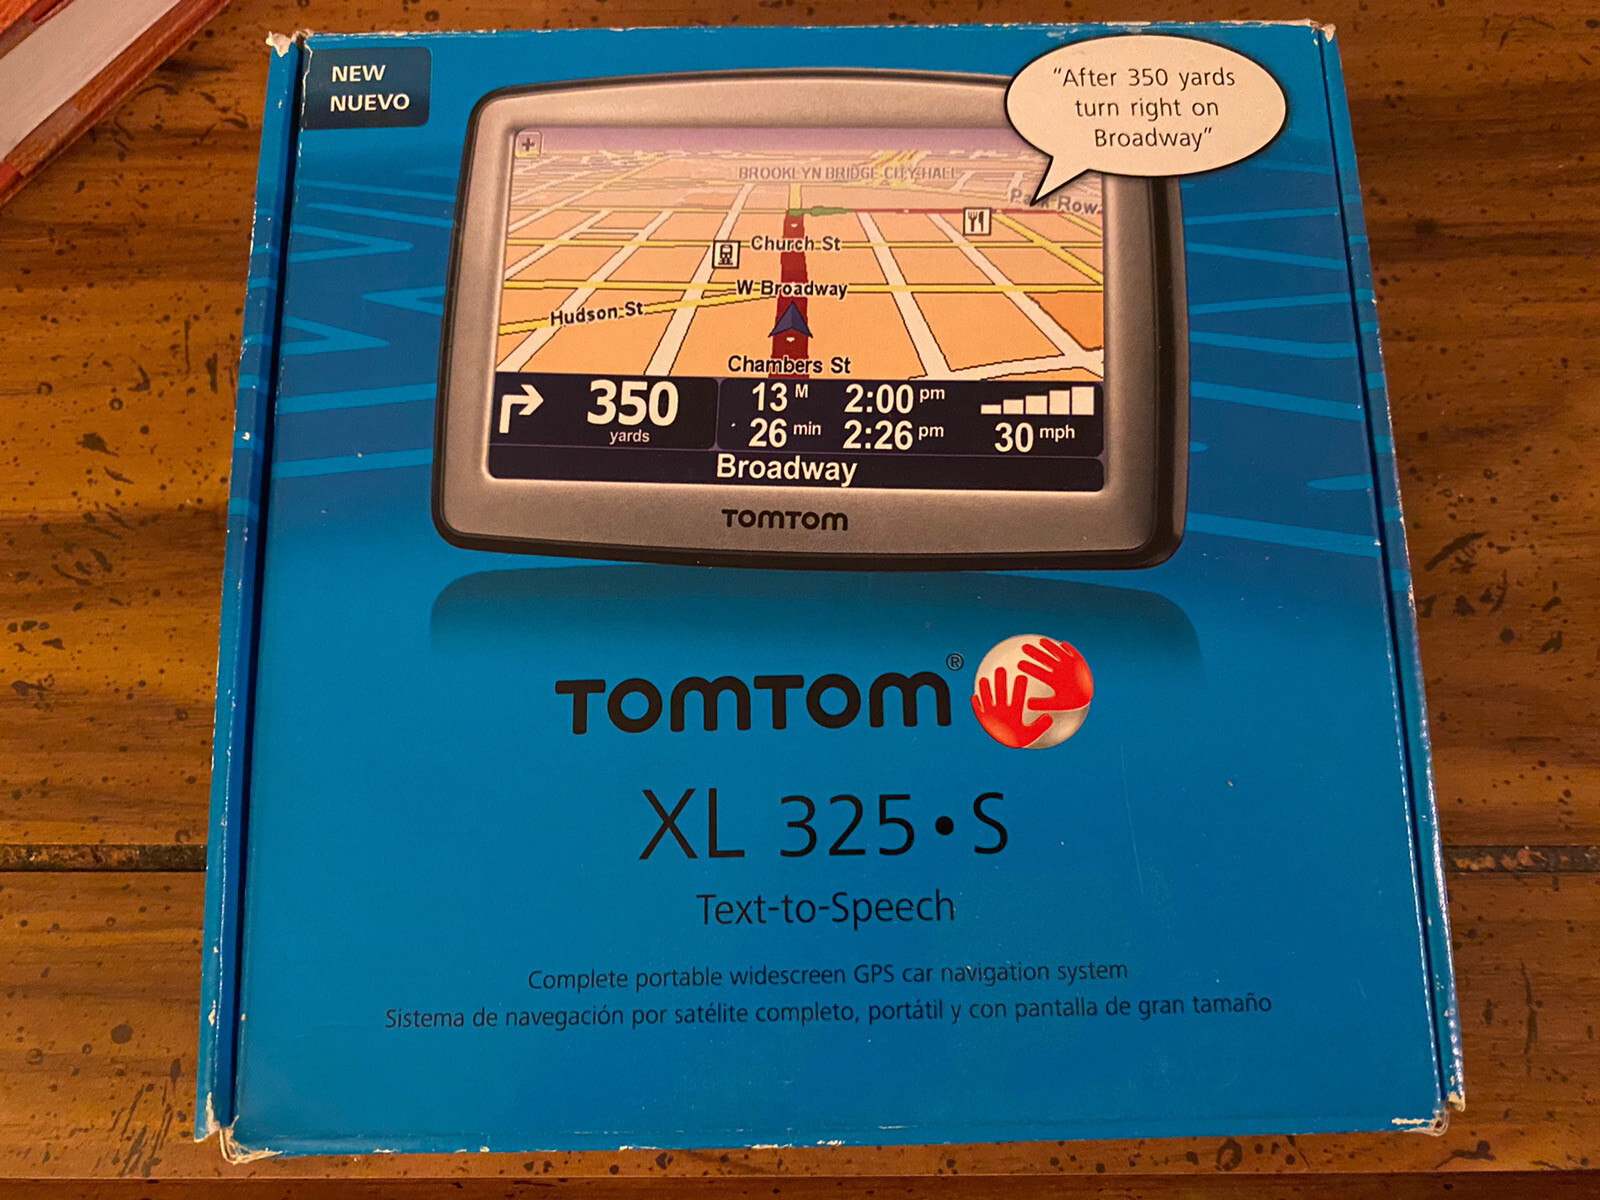 NEW
NUEVO
"After 350 yards
turn right on
Broadway"
BROOKLYN BRIDGE-CITY-HALL
Park Row
Church St
W Broadway
Hudson St
Chambers St
350
yards
13 M 2:00 pm
26 min 2:26 pm
30 mph
Broadway
TOMTOM
TOMTOM®
XL 325•S
Text-to-Speech
Complete portable widescreen GPS car navigation system
Sistema de navegación por satélite completo, portátil y con pantalla de gran tamaño